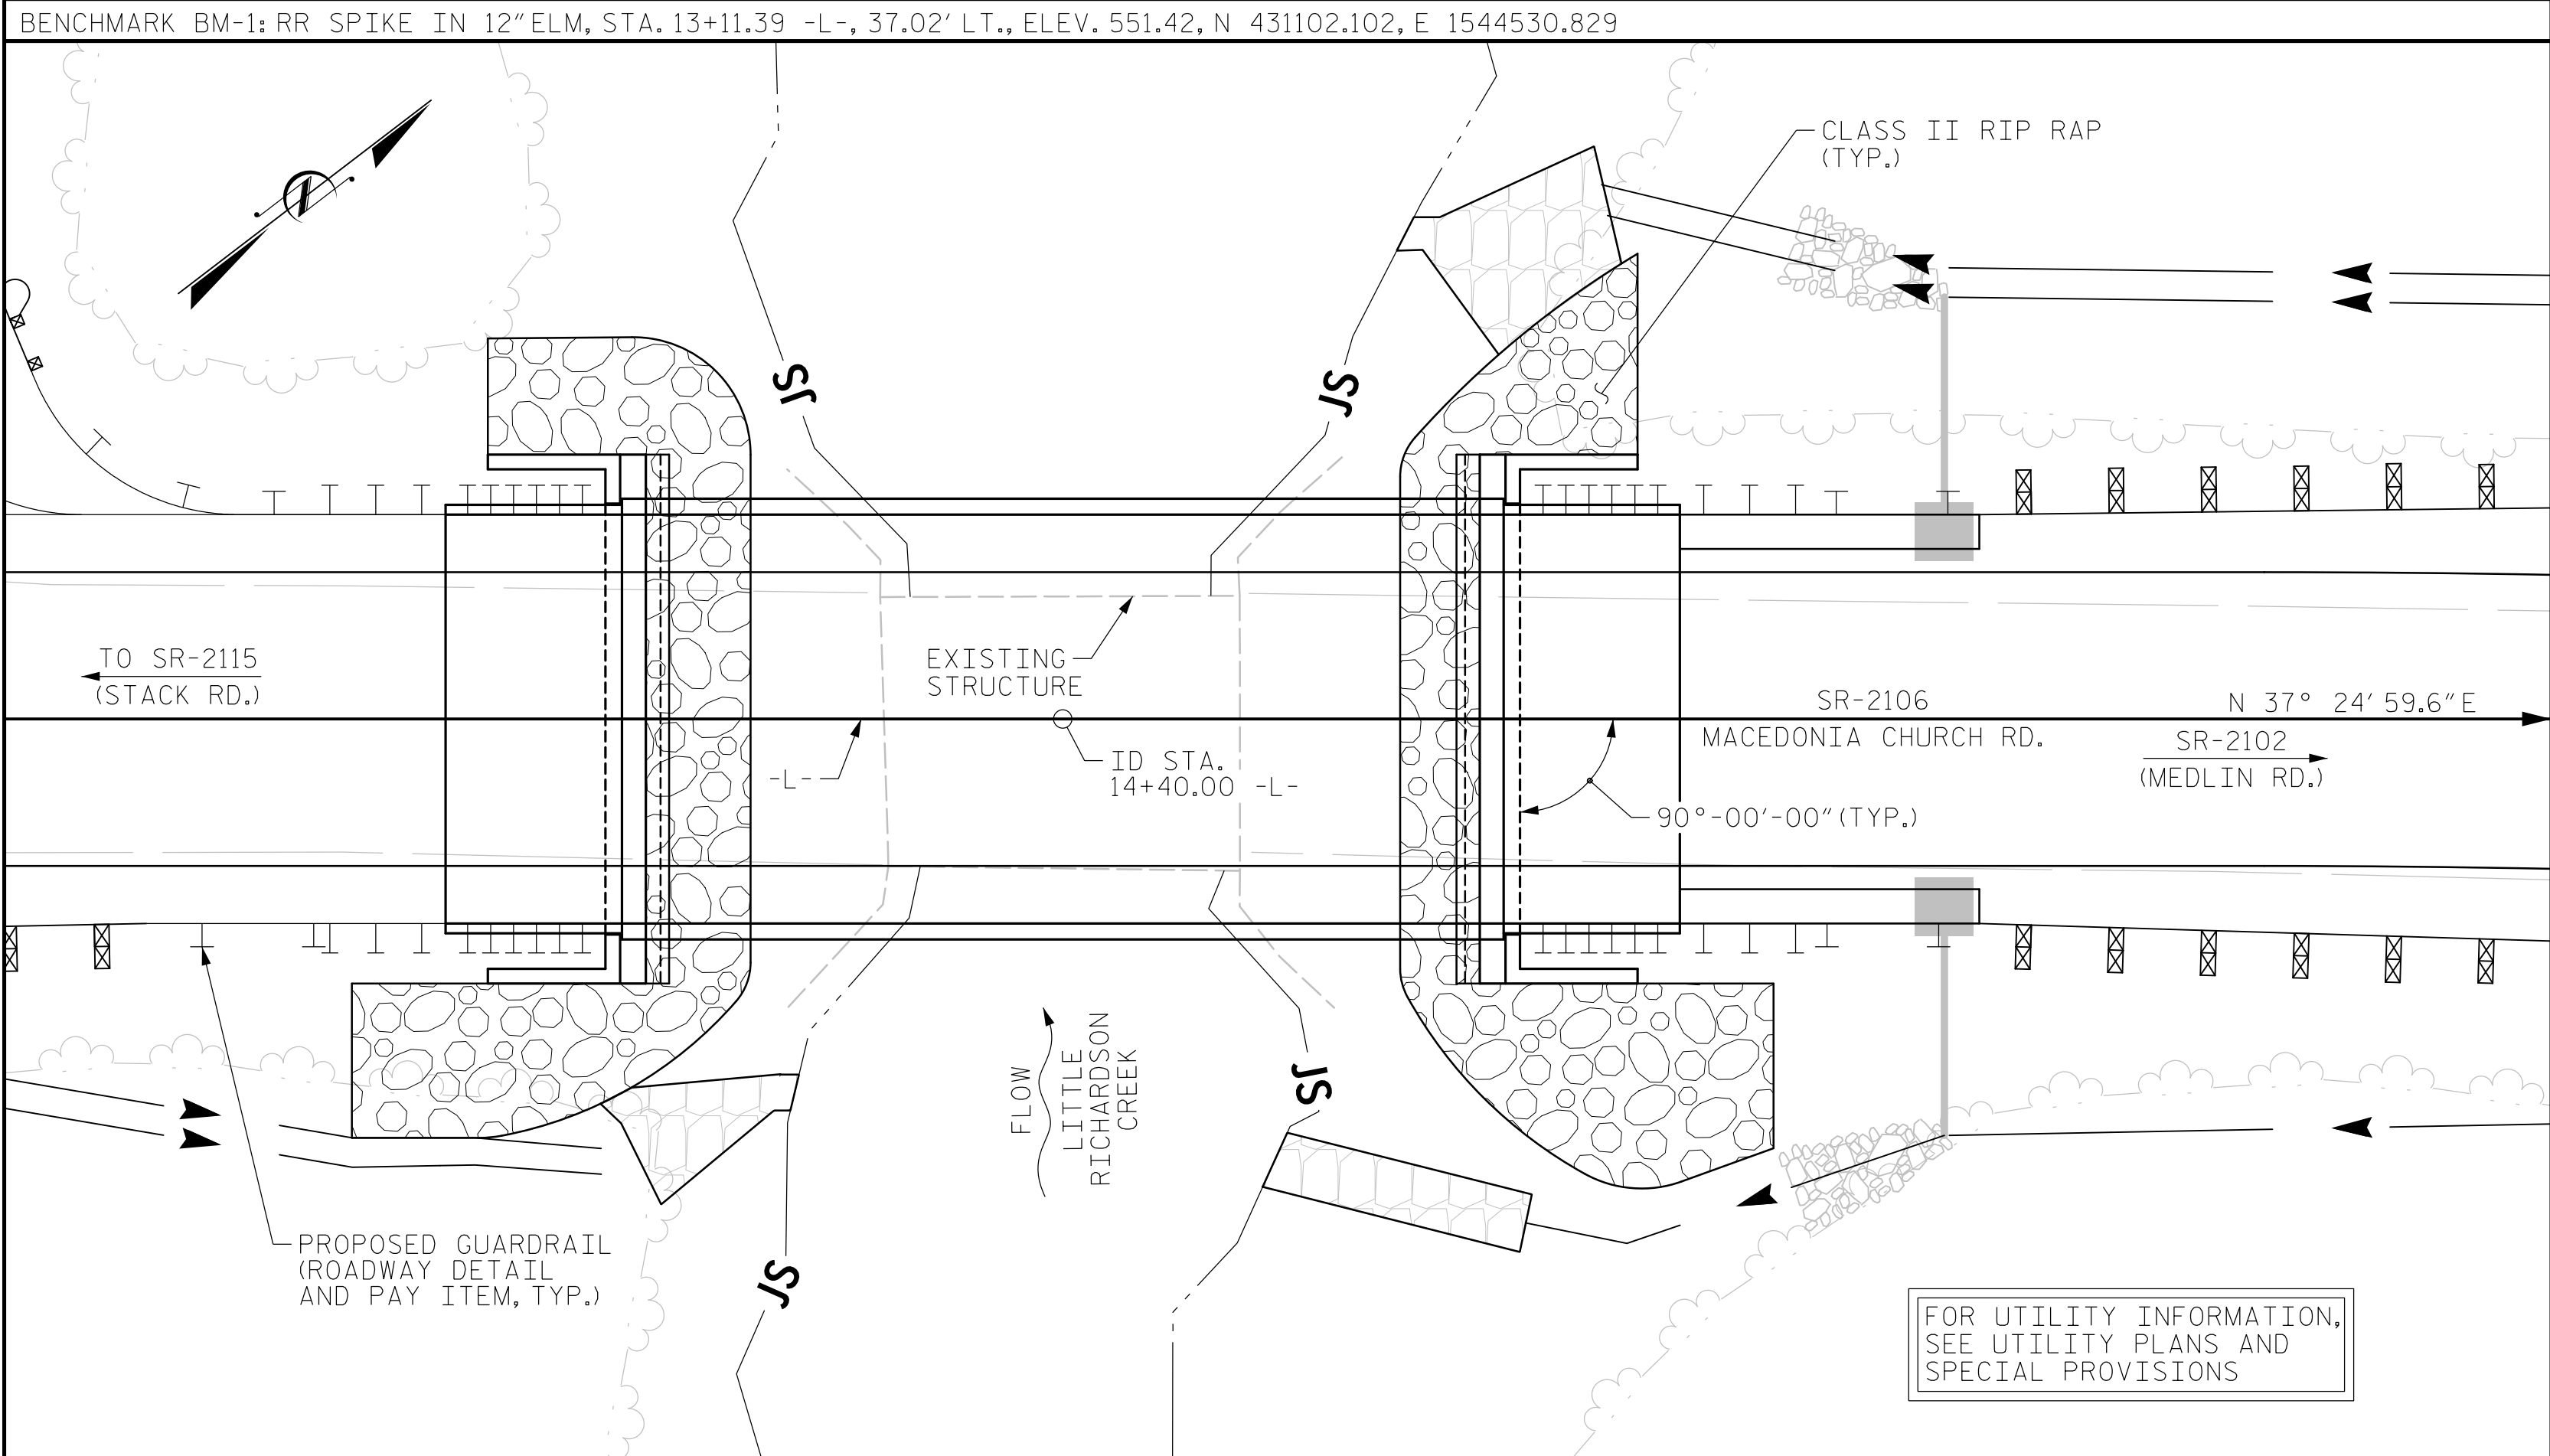 BENCHMARK BM-1: RR SPIKE IN 12" ELM, STA. 13+11.39 -L-, 37.02' LT., ELEV. 551.42, N 431102.102, E 1544530.829
CLASS II RIP RAP
(TYP.)
JS
JS
EXISTING
STRUCTURE
TO SR-2115
(STACK RD.)
SR-2106
MACEDONIA CHURCH RD.
N 37° 24' 59.6" E
SR-2102
(MEDLIN RD.)
-L-
ID STA.
14+40.00 -L-
90°-00'-00" (TYP.)
FLOW
LITTLE
RICHARDSON
CREEK
JS
JS
PROPOSED GUARDRAIL
(ROADWAY DETAIL
AND PAY ITEM, TYP.)
FOR UTILITY INFORMATION,
SEE UTILITY PLANS AND
SPECIAL PROVISIONS